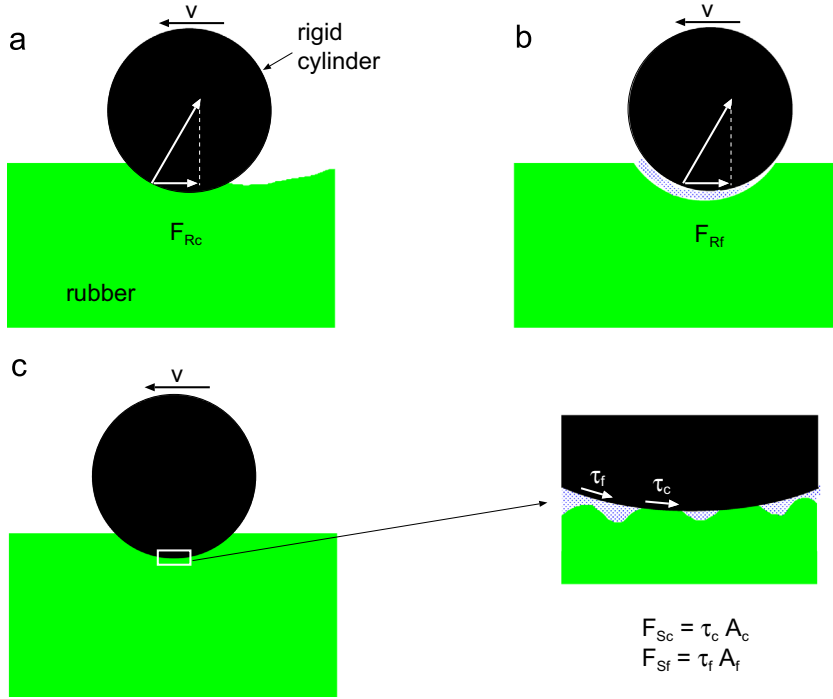 a
v
rigid
cylinder
F_Rc
rubber
b
v
F_Rf
c
v
τ_f
τ_c
F_Sc = τ_c A_c
F_Sf = τ_f A_f